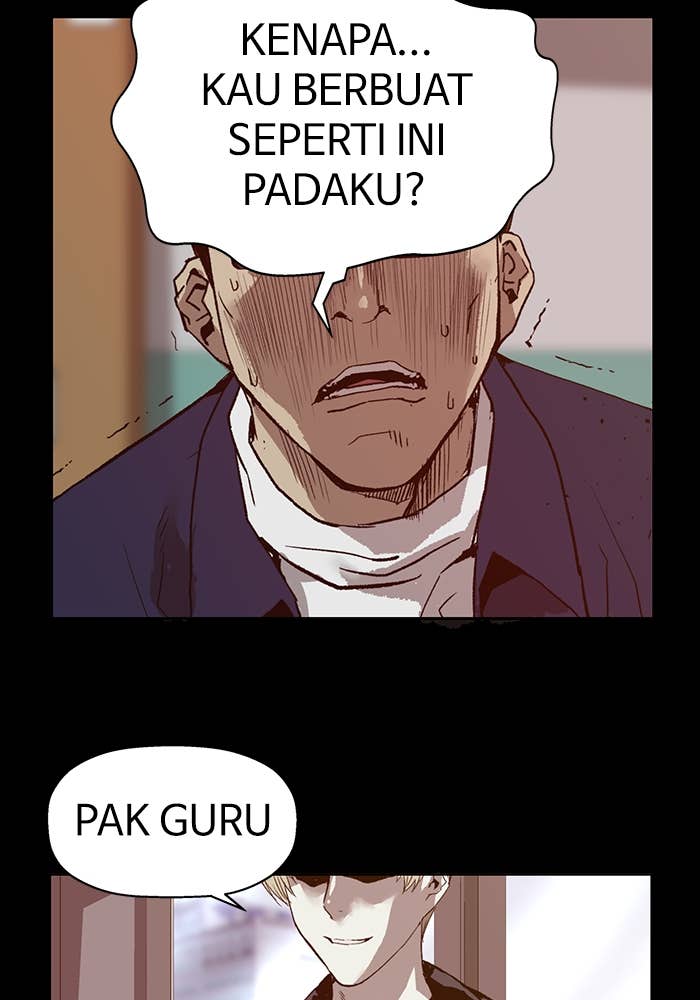 KENAPA...
KAU BERBUAT
SEPERTI INI
PADAKU?
PAK GURU